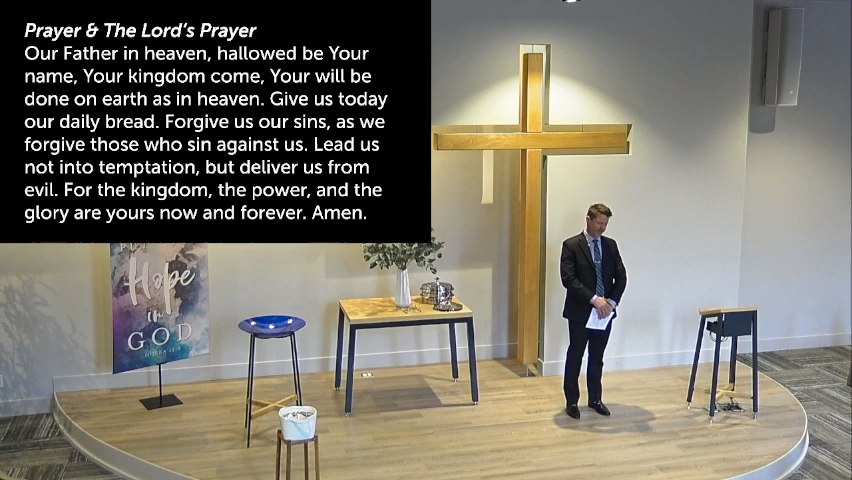 Prayer & The Lord's Prayer
Our Father in heaven, hallowed be Your
name, Your kingdom come, Your will be
done on earth as in heaven. Give us today
our daily bread. Forgive us our sins, as we
forgive those who sin against us. Lead us
not into temptation, but deliver us from
evil. For the kingdom, the power, and the
glory are yours now and forever. Amen.
Hope
in
GOD